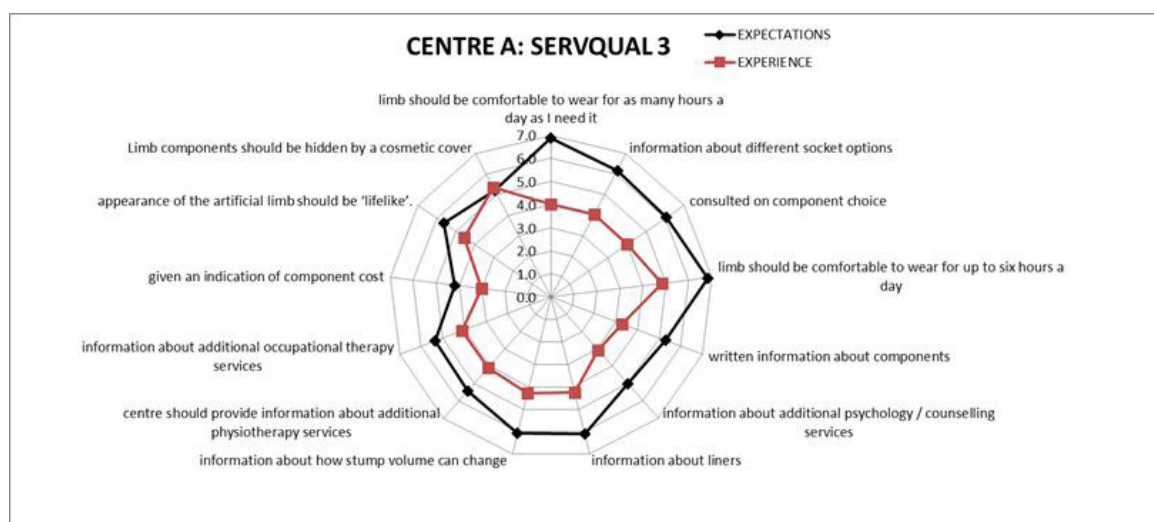 CENTRE A: SERVQUAL 3
EXPECTATIONS
EXPERIENCE
limb should be comfortable to wear for as many hours a
day as I need it
7.0
6.0
5.0
4.0
3.0
2.0
1.0
0.0
information about different socket options
consulted on component choice
limb should be comfortable to wear for up to six hours a
day
written information about components
information about additional psychology / counselling
services
information about liners
information about how stump volume can change
centre should provide information about additional
physiotherapy services
information about additional occupational therapy
services
given an indication of component cost
appearance of the artificial limb should be 'lifelike'.
Limb components should be hidden by a cosmetic cover